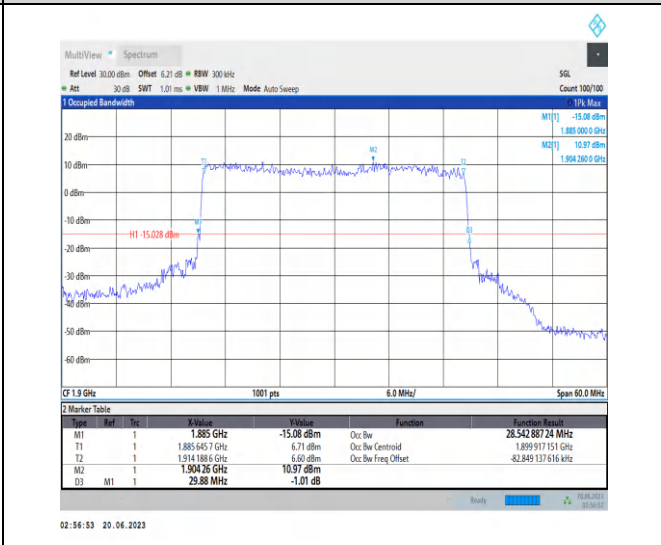 MultiView Spectrum
Ref Level 30.00 dBm Offset 6.21 dB RBW 300 kHz SGL
Att 30 dB SWT 1.01 ms VBW 1 MHz Mode Auto Sweep Count 100/100
1 Occupied Bandwidth 1Pk Max
M1[1] -15.08 dBm
1.885 000 0 GHz
M2[1] 10.97 dBm
1.904 260 0 GHz
20 dBm
M2
T1
T2
10 dBm
0 dBm
-10 dBm
M1
D3
H1 -15.028 dBm
-20 dBm
-30 dBm
-40 dBm
-50 dBm
-60 dBm
CF 1.9 GHz 1001 pts 6.0 MHz/ Span 60.0 MHz
2 Marker Table
Type Ref Trc X-Value Y-Value Function Function Result
M1 1 1.885 GHz -15.08 dBm Occ Bw 28.542 887 24 MHz
T1 1 1.885 645 7 GHz 6.71 dBm Occ Bw Centroid 1.899 917 151 GHz
T2 1 1.914 188 6 GHz 6.60 dBm Occ Bw Freq Offset -82.849 137 616 kHz
M2 1 1.904 26 GHz 10.97 dBm
D3 M1 1 29.88 MHz -1.01 dB
Ready 20.06.2023
02:56:52
02:56:53 20.06.2023